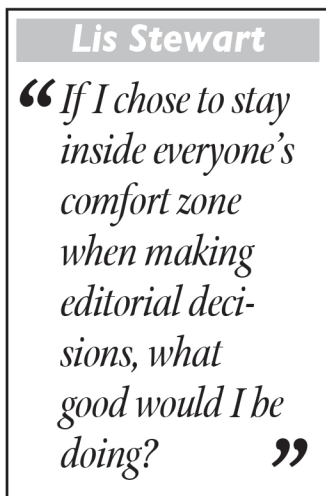 Lis Stewart
“If I chose to stay
inside everyone’s
comfort zone
when making
editorial deci-
sions, what
good would I be
doing? ”